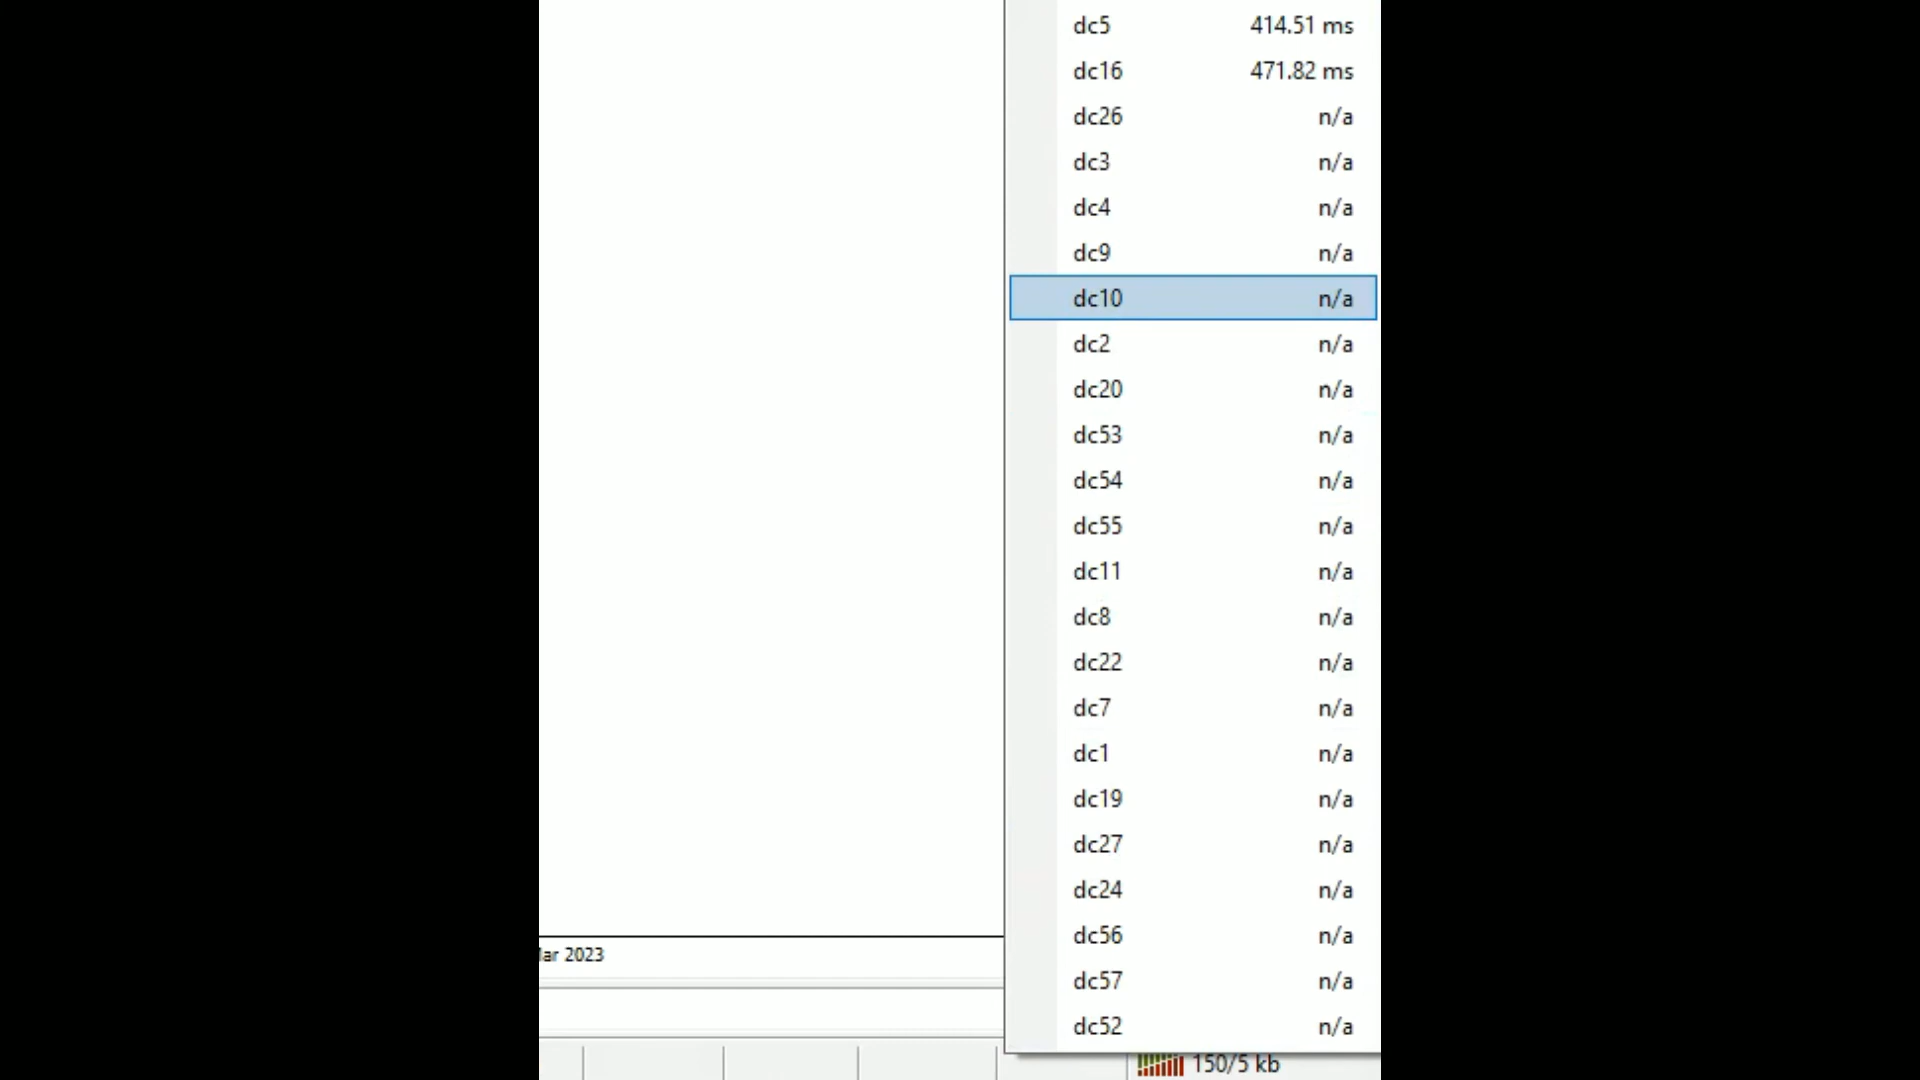 dc5 414.51 ms
dc16 471.82 ms
dc26 n/a
dc3 n/a
dc4 n/a
dc9 n/a
dc10 n/a
dc2 n/a
dc20 n/a
dc53 n/a
dc54 n/a
dc55 n/a
dc11 n/a
dc8 n/a
dc22 n/a
dc7 n/a
dc1 n/a
dc19 n/a
dc27 n/a
dc24 n/a
dc56 n/a
ar 2023
dc57 n/a
dc52 n/a
150/5 kb